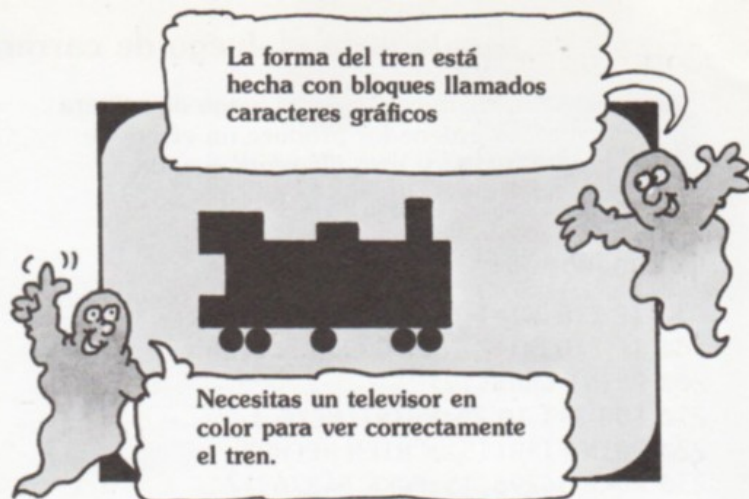 La forma del tren está
hecha con bloques llamados
caracteres gráficos
Necesitas un televisor en
color para ver correctamente
el tren.